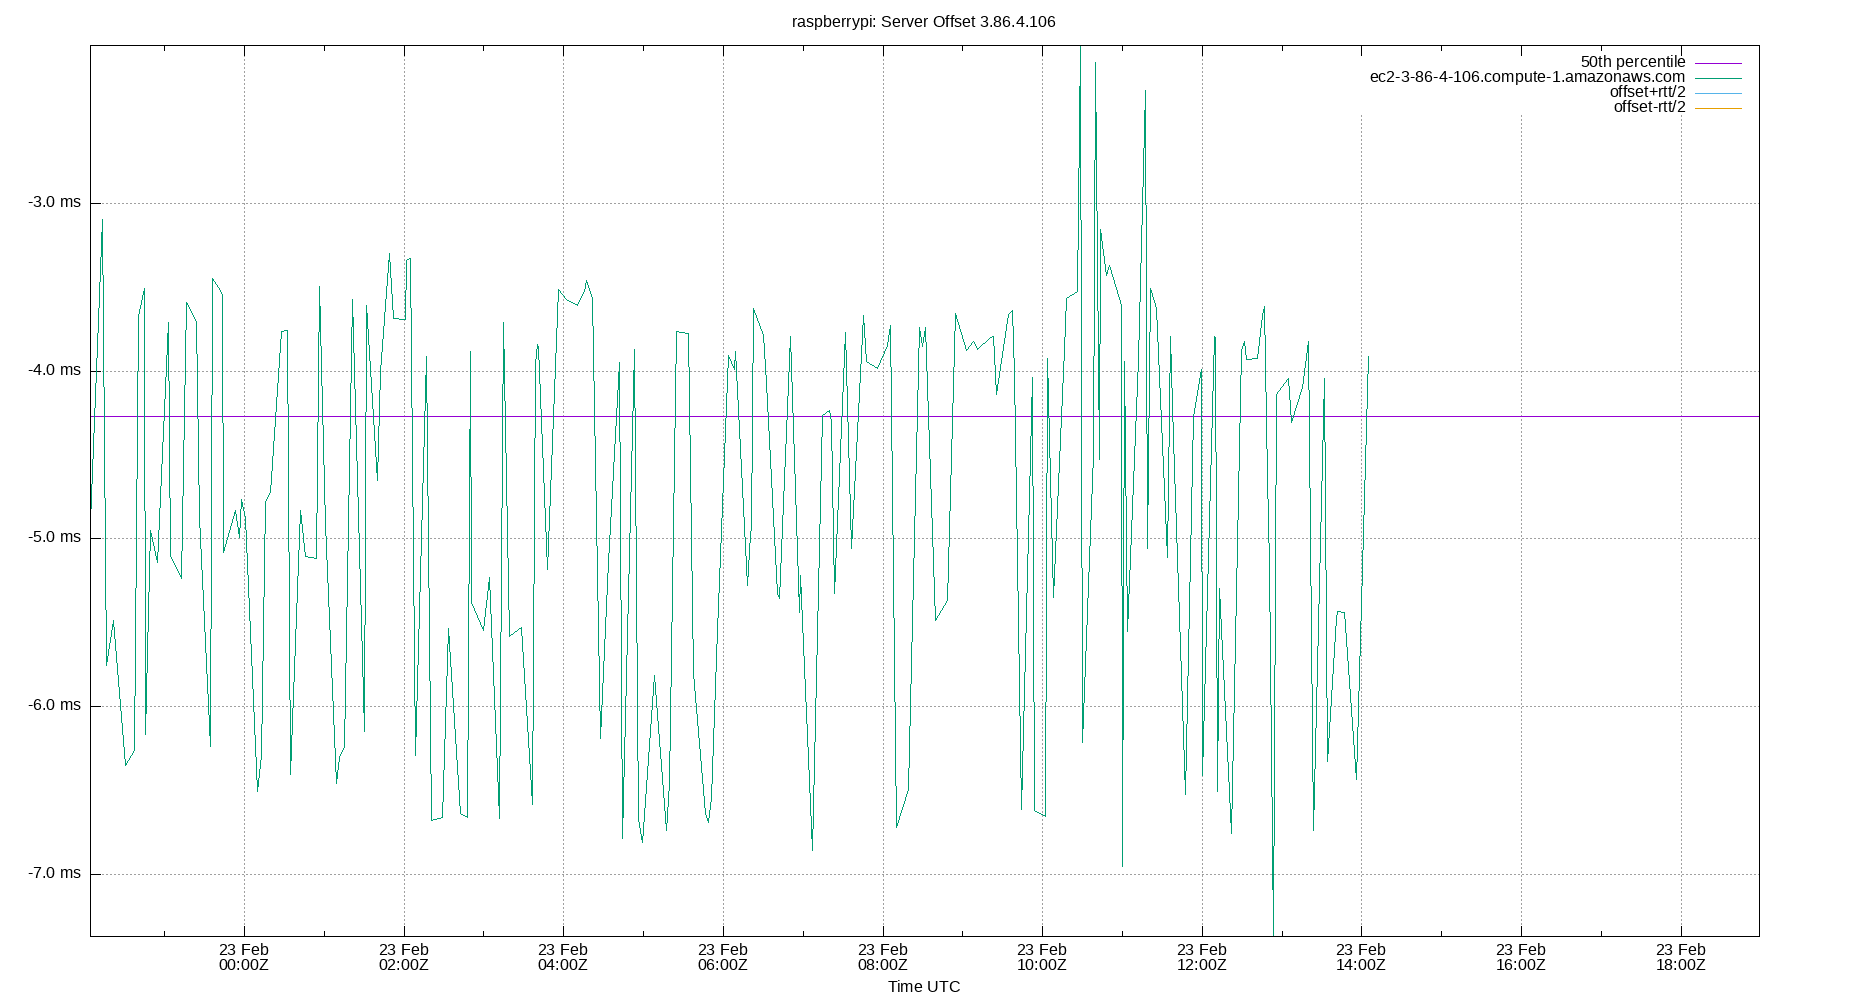 raspberrypi: Server Offset 3.86.4.106
50th percentile
ec2-3-86-4-106.compute-1.amazonaws.com
offset+rtt/2
offset-rtt/2
-3.0 ms
-4.0 ms
-5.0 ms
-6.0 ms
-7.0 ms
23 Feb 23 Feb 23 Feb 23 Feb 23 Feb 23 Feb 23 Feb 23 Feb 23 Feb 23 Feb
00:00Z 02:00Z 04:00Z 06:00Z 08:00Z 10:00Z 12:00Z 14:00Z 16:00Z 18:00Z
Time UTC